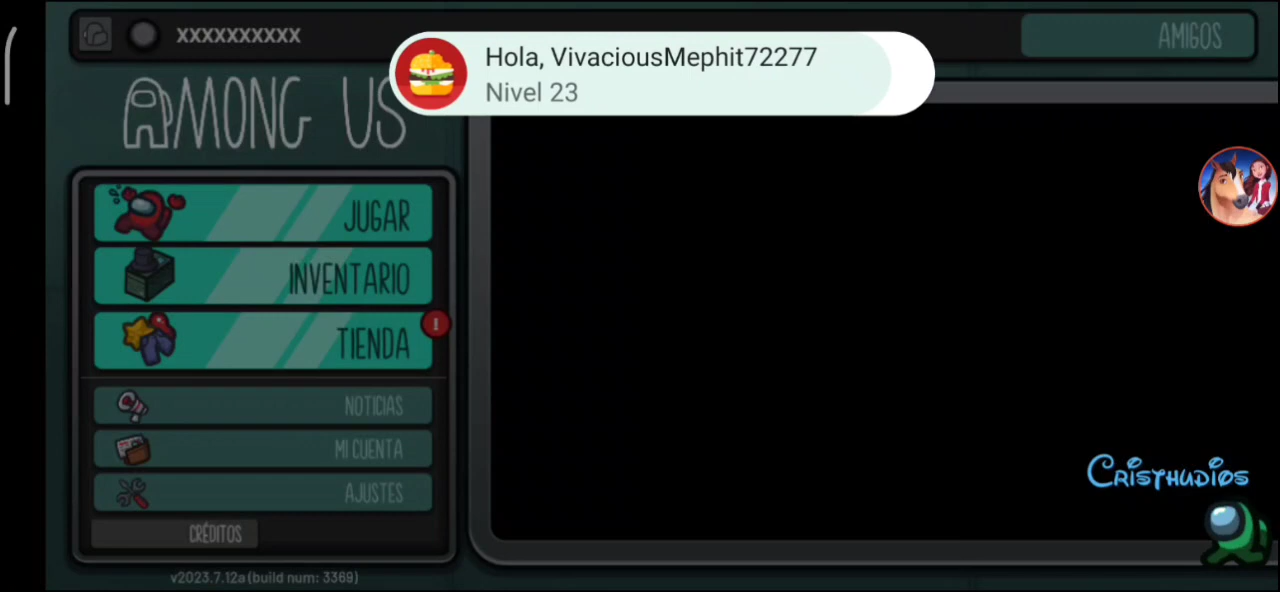 XXXXXXXXXX
AMIGOS
Hola, VivaciousMephit72277
Nivel 23
AMONG US
JUGAR
INVENTARIO
TIENDA
!
NOTICIAS
MI CUENTA
AJUSTES
CRÉDITOS
v2023.7.12a (build num: 3369)
CRISTHUDIOS